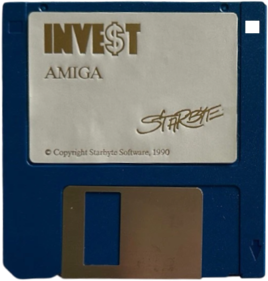 INVE$T
AMIGA
STARBYTE
© Copyright Starbyte Software, 1990